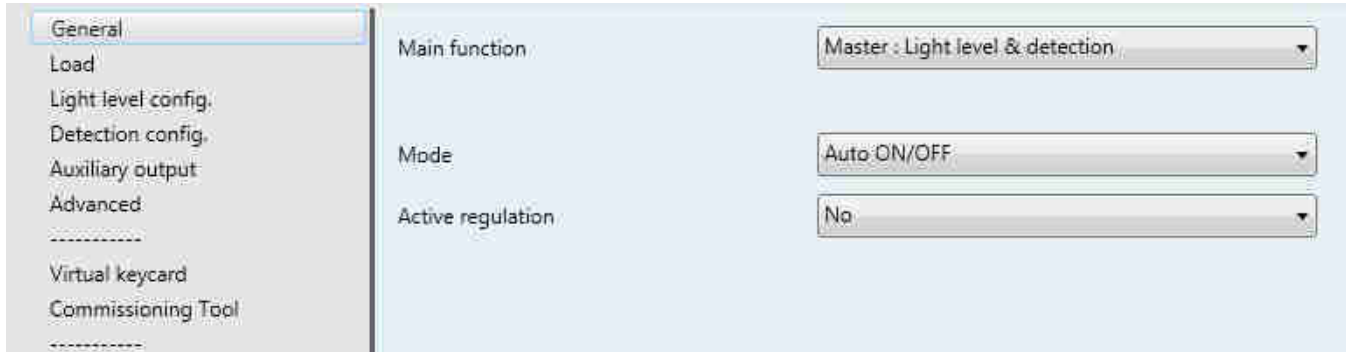 General
Load
Light level config.
Detection config.
Auxiliary output
Advanced
-----------
Virtual keycard
Commissioning Tool
-----------
Main function
Master : Light level & detection
Mode
Auto ON/OFF
Active regulation
No